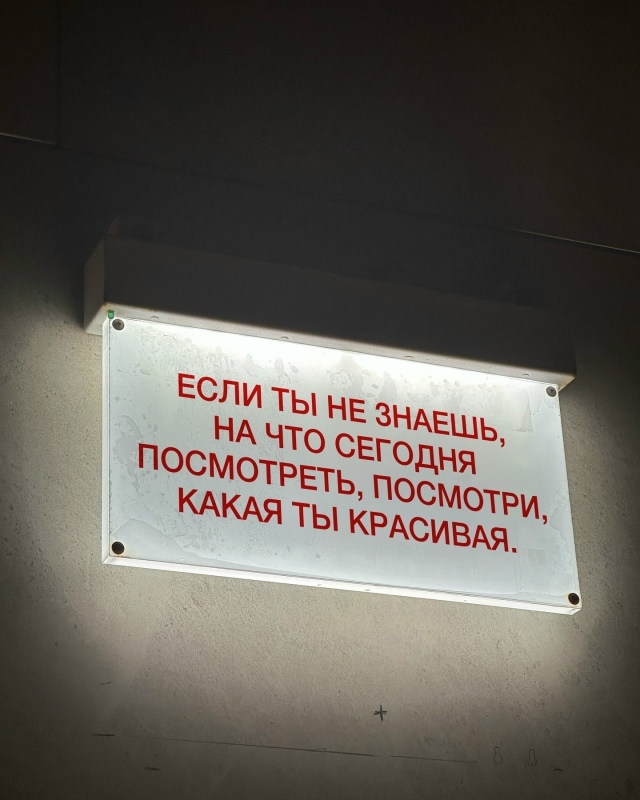 ЕСЛИ ТЫ НЕ ЗНАЕШЬ,
НА ЧТО СЕГОДНЯ
ПОСМОТРЕТЬ, ПОСМОТРИ,
КАКАЯ ТЫ КРАСИВАЯ.